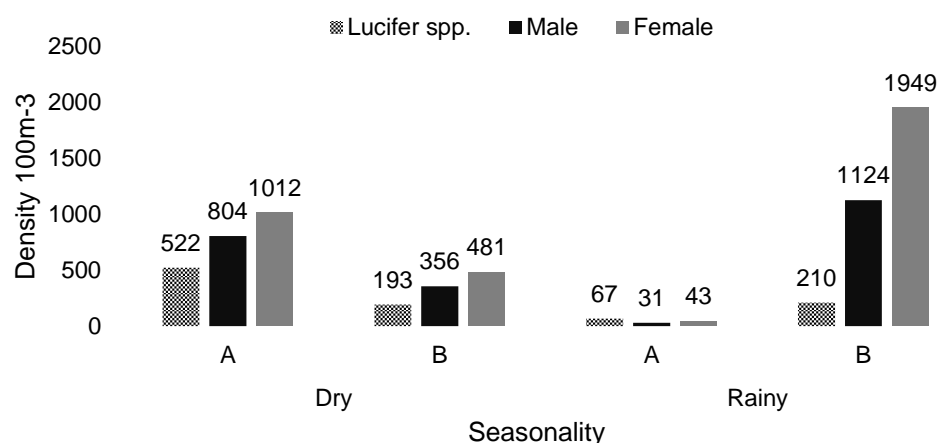 Lucifer spp. Male Female
2500
2000
1500
1000
500
0
Density 100m-3
522 804 1012
193 356 481
67 31 43
210 1124 1949
A B A B
Dry Rainy
Seasonality